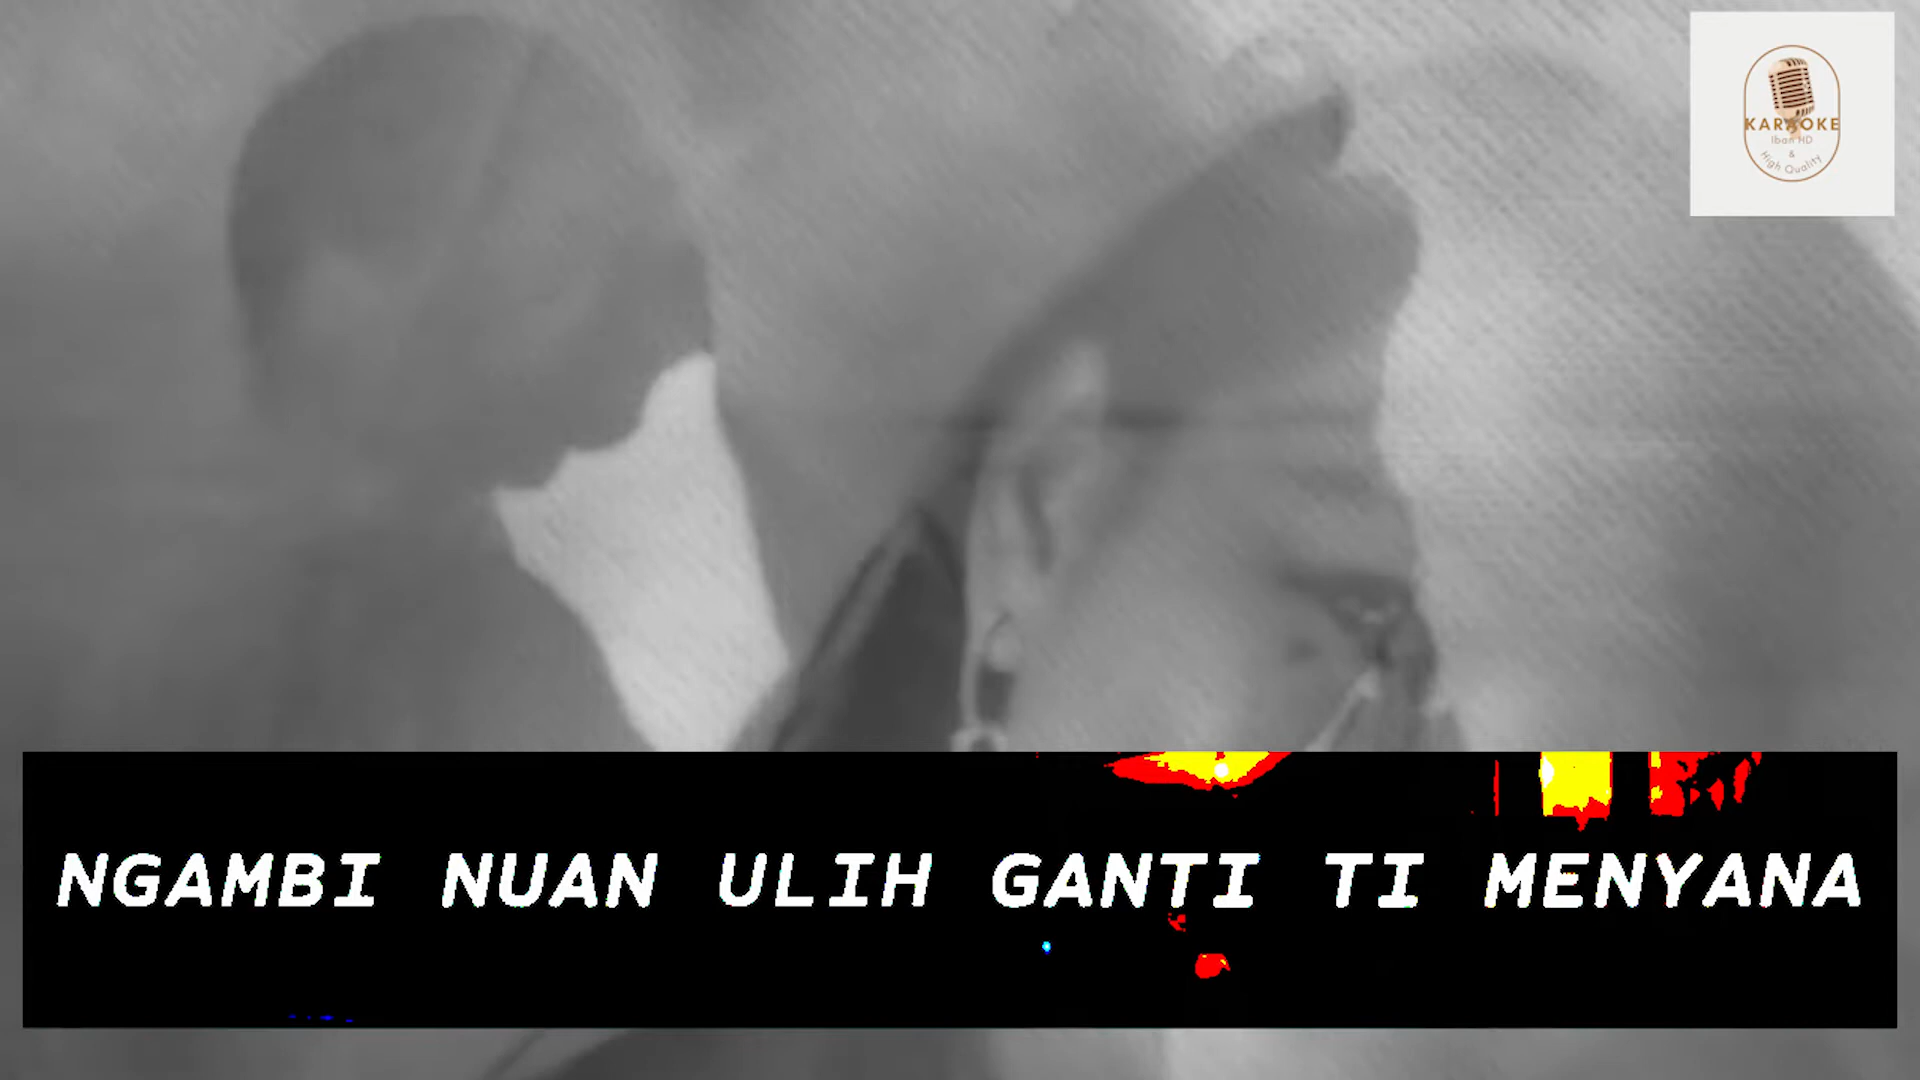 KARAOKE
Iban HD
&
High Quality
NGAMBI NUAN ULIH GANTI TI MENYANA